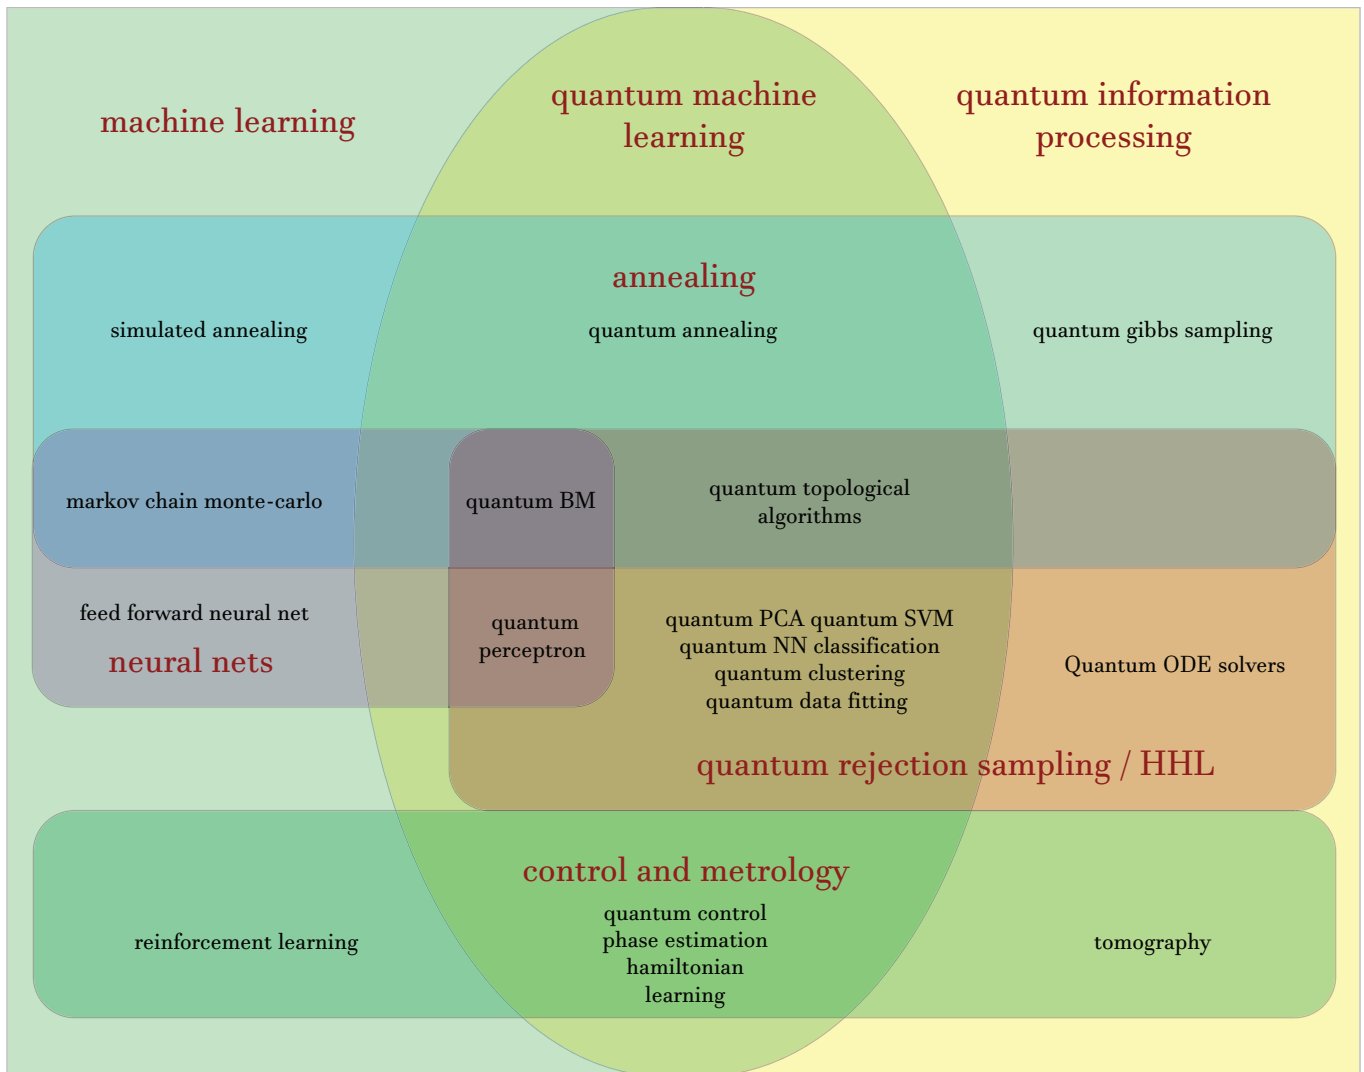 machine learning
quantum machine
learning
quantum information
processing
annealing
simulated annealing
quantum annealing
quantum gibbs sampling
markov chain monte-carlo
quantum BM
quantum topological
algorithms
feed forward neural net
neural nets
quantum
perceptron
quantum PCA quantum SVM
quantum NN classification
quantum clustering
quantum data fitting
Quantum ODE solvers
quantum rejection sampling / HHL
control and metrology
reinforcement learning
quantum control
phase estimation
hamiltonian
learning
tomography